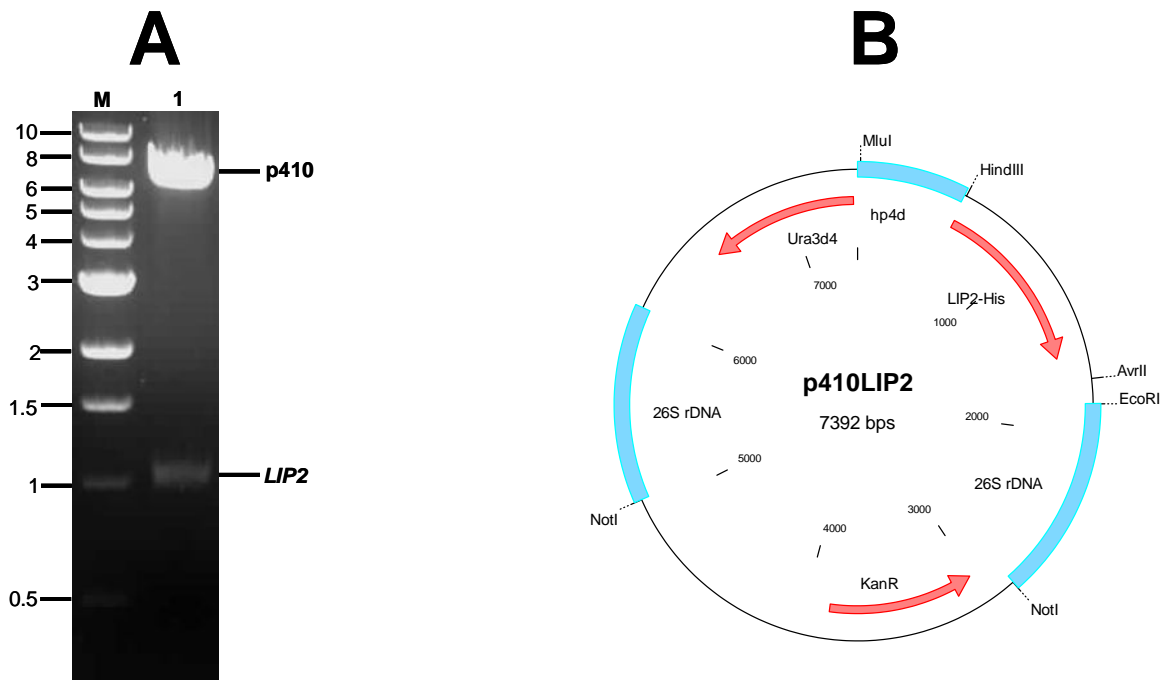 A
M 1
10
8
6
5
4
3
2
1.5
1
0.5
p410
LIP2
B
MluI
HindIII
hp4d
Ura3d4
7000
LIP2-His
1000
6000
p410LIP2
7392 bps
AvrII
EcoRI
2000
26S rDNA
5000
26S rDNA
3000
NotI
4000
KanR
NotI